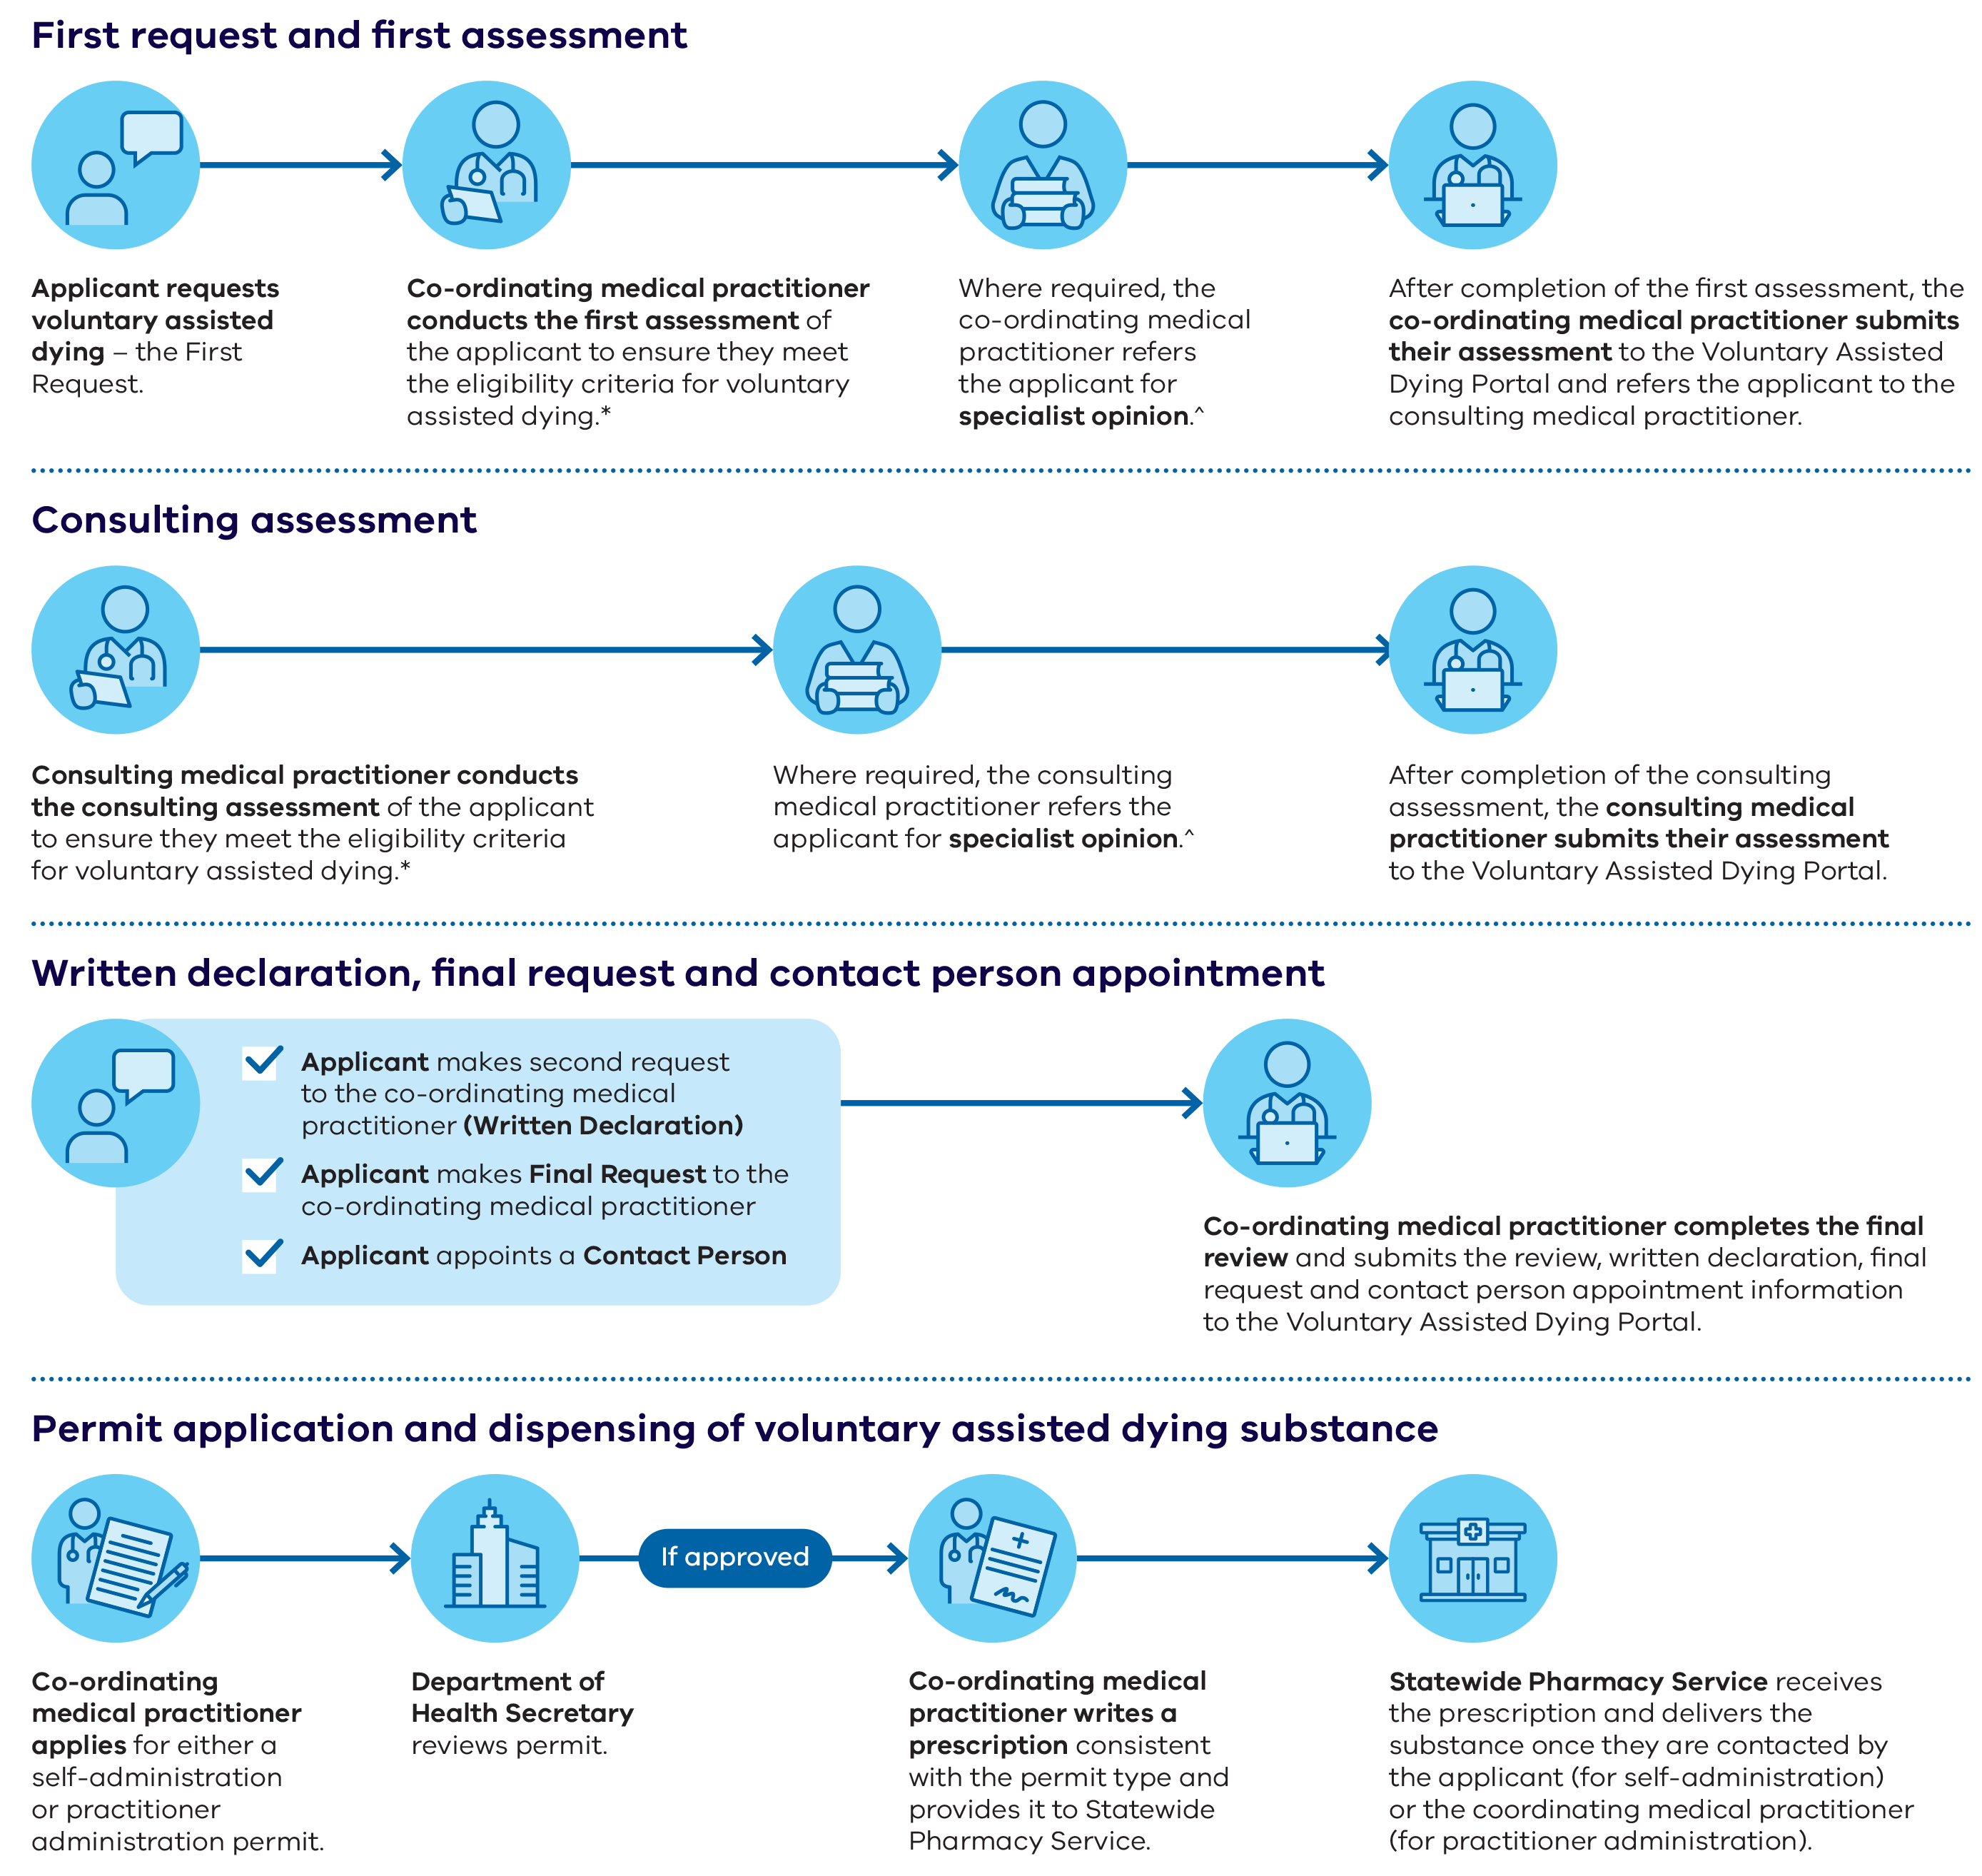 First request and first assessment
Applicant requests
voluntary assisted
dying – the First
Request.
Co-ordinating medical practitioner
conducts the first assessment of
the applicant to ensure they meet
the eligibility criteria for voluntary
assisted dying.*
Where required, the
co-ordinating medical
practitioner refers
the applicant for
specialist opinion.^
After completion of the first assessment, the
co-ordinating medical practitioner submits
their assessment to the Voluntary Assisted
Dying Portal and refers the applicant to the
consulting medical practitioner.
Consulting assessment
Consulting medical practitioner conducts
the consulting assessment of the applicant
to ensure they meet the eligibility criteria
for voluntary assisted dying.*
Where required, the consulting
medical practitioner refers the
applicant for specialist opinion.^
After completion of the consulting
assessment, the consulting medical
practitioner submits their assessment
to the Voluntary Assisted Dying Portal.
Written declaration, final request and contact person appointment
Applicant makes second request
to the co-ordinating medical
practitioner (Written Declaration)
Applicant makes Final Request to the
co-ordinating medical practitioner
Applicant appoints a Contact Person
Co-ordinating medical practitioner completes the final
review and submits the review, written declaration, final
request and contact person appointment information
to the Voluntary Assisted Dying Portal.
Permit application and dispensing of voluntary assisted dying substance
If approved
Co-ordinating
medical practitioner
applies for either a
self-administration
or practitioner
administration permit.
Department of
Health Secretary
reviews permit.
Co-ordinating medical
practitioner writes a
prescription consistent
with the permit type and
provides it to Statewide
Pharmacy Service.
Statewide Pharmacy Service receives
the prescription and delivers the
substance once they are contacted by
the applicant (for self-administration)
or the coordinating medical practitioner
(for practitioner administration).